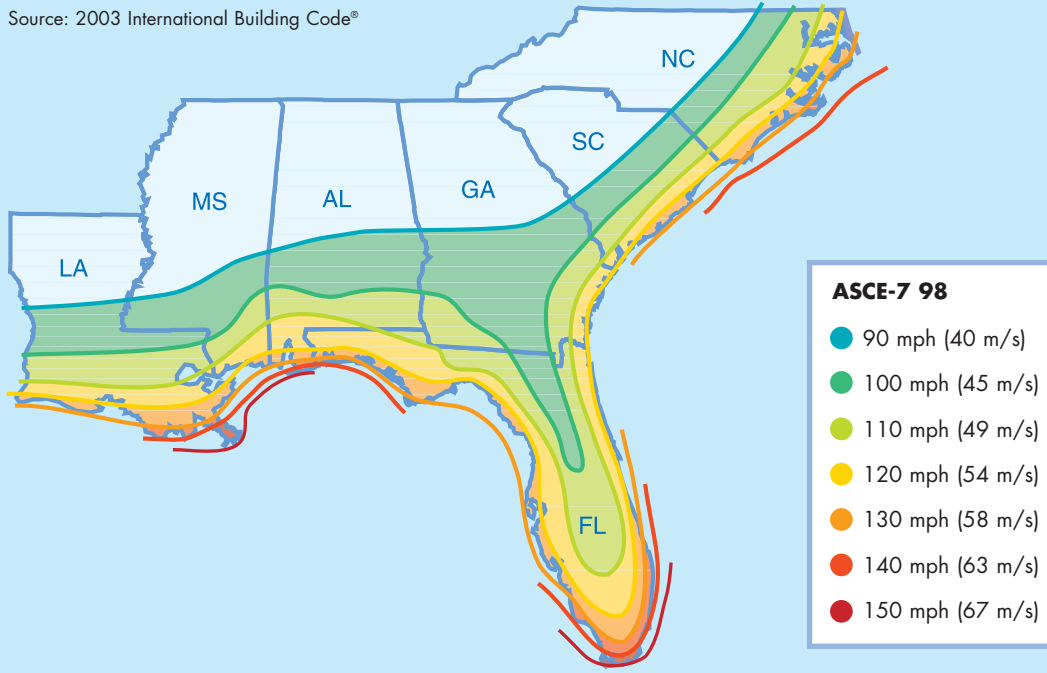 Source: 2003 International Building Code®
NC
SC
MS
AL
GA
LA
FL
ASCE-7 98
90 mph (40 m/s)
100 mph (45 m/s)
110 mph (49 m/s)
120 mph (54 m/s)
130 mph (58 m/s)
140 mph (63 m/s)
150 mph (67 m/s)